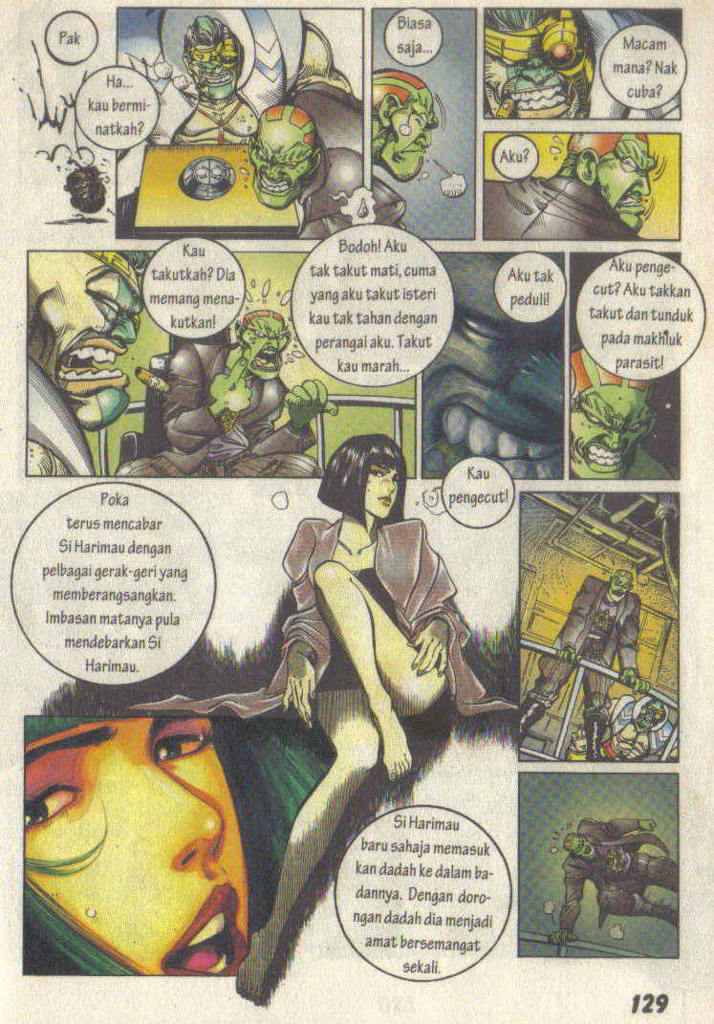 Pak
Ha...
kau bermi-
natkah?
Biasa
saja...
Macam
mana? Nak
cuba?
Aku?
Kau
takutkah? Dia
memang mena-
kutkan!
Bodoh! Aku
tak takut mati, cuma
yang aku takut isteri
kau tak tahan dengan
perangai aku. Takut
kau marah...
Aku tak
peduli!
Aku penge-
cut? Aku takkan
takut dan tunduk
pada makhluk
parasit!
Kau
pengecut!
Poka
terus mencabar
Si Harimau dengan
pelbagai gerak-geri yang
memberangsangkan.
Imbasan matanya pula
mendebarkan Si
Harimau.
Si Harimau
baru sahaja memasuk
kan dadah ke dalam ba-
dannya. Dengan doro-
ngan dadah dia menjadi
amat bersemangat
sekali.
129